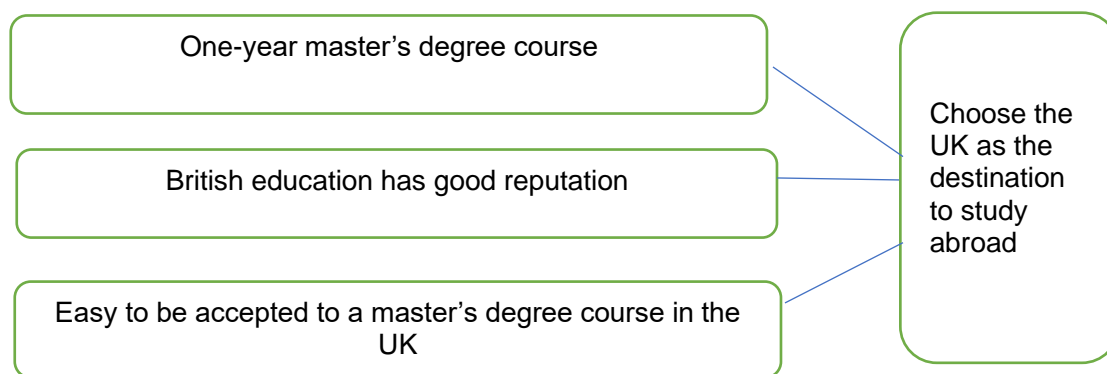 One-year master’s degree course
British education has good reputation
Easy to be accepted to a master’s degree course in the
UK
Choose the
UK as the
destination
to study
abroad